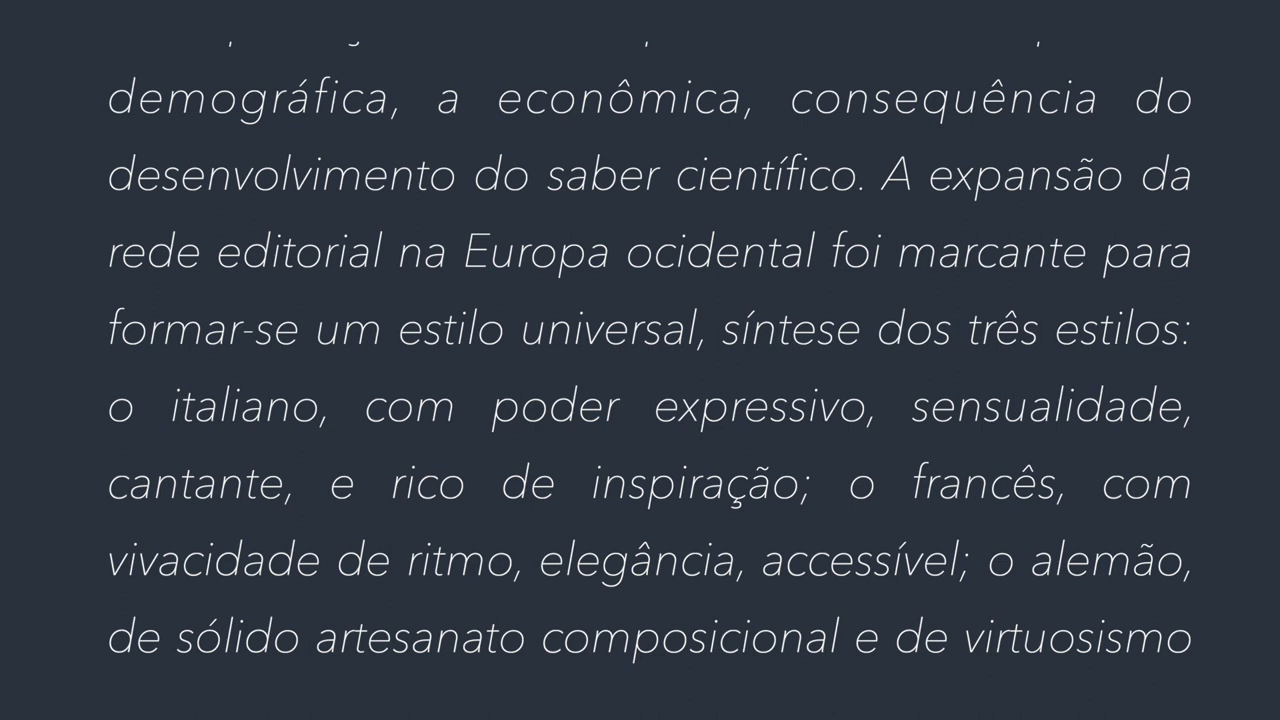 demográfica, a econômica, consequência do
desenvolvimento do saber científico. A expansão da
rede editorial na Europa ocidental foi marcante para
formar-se um estilo universal, síntese dos três estilos:
o italiano, com poder expressivo, sensualidade,
cantante, e rico de inspiração; o francês, com
vivacidade de ritmo, elegância, accessível; o alemão,
de sólido artesanato composicional e de virtuosismo